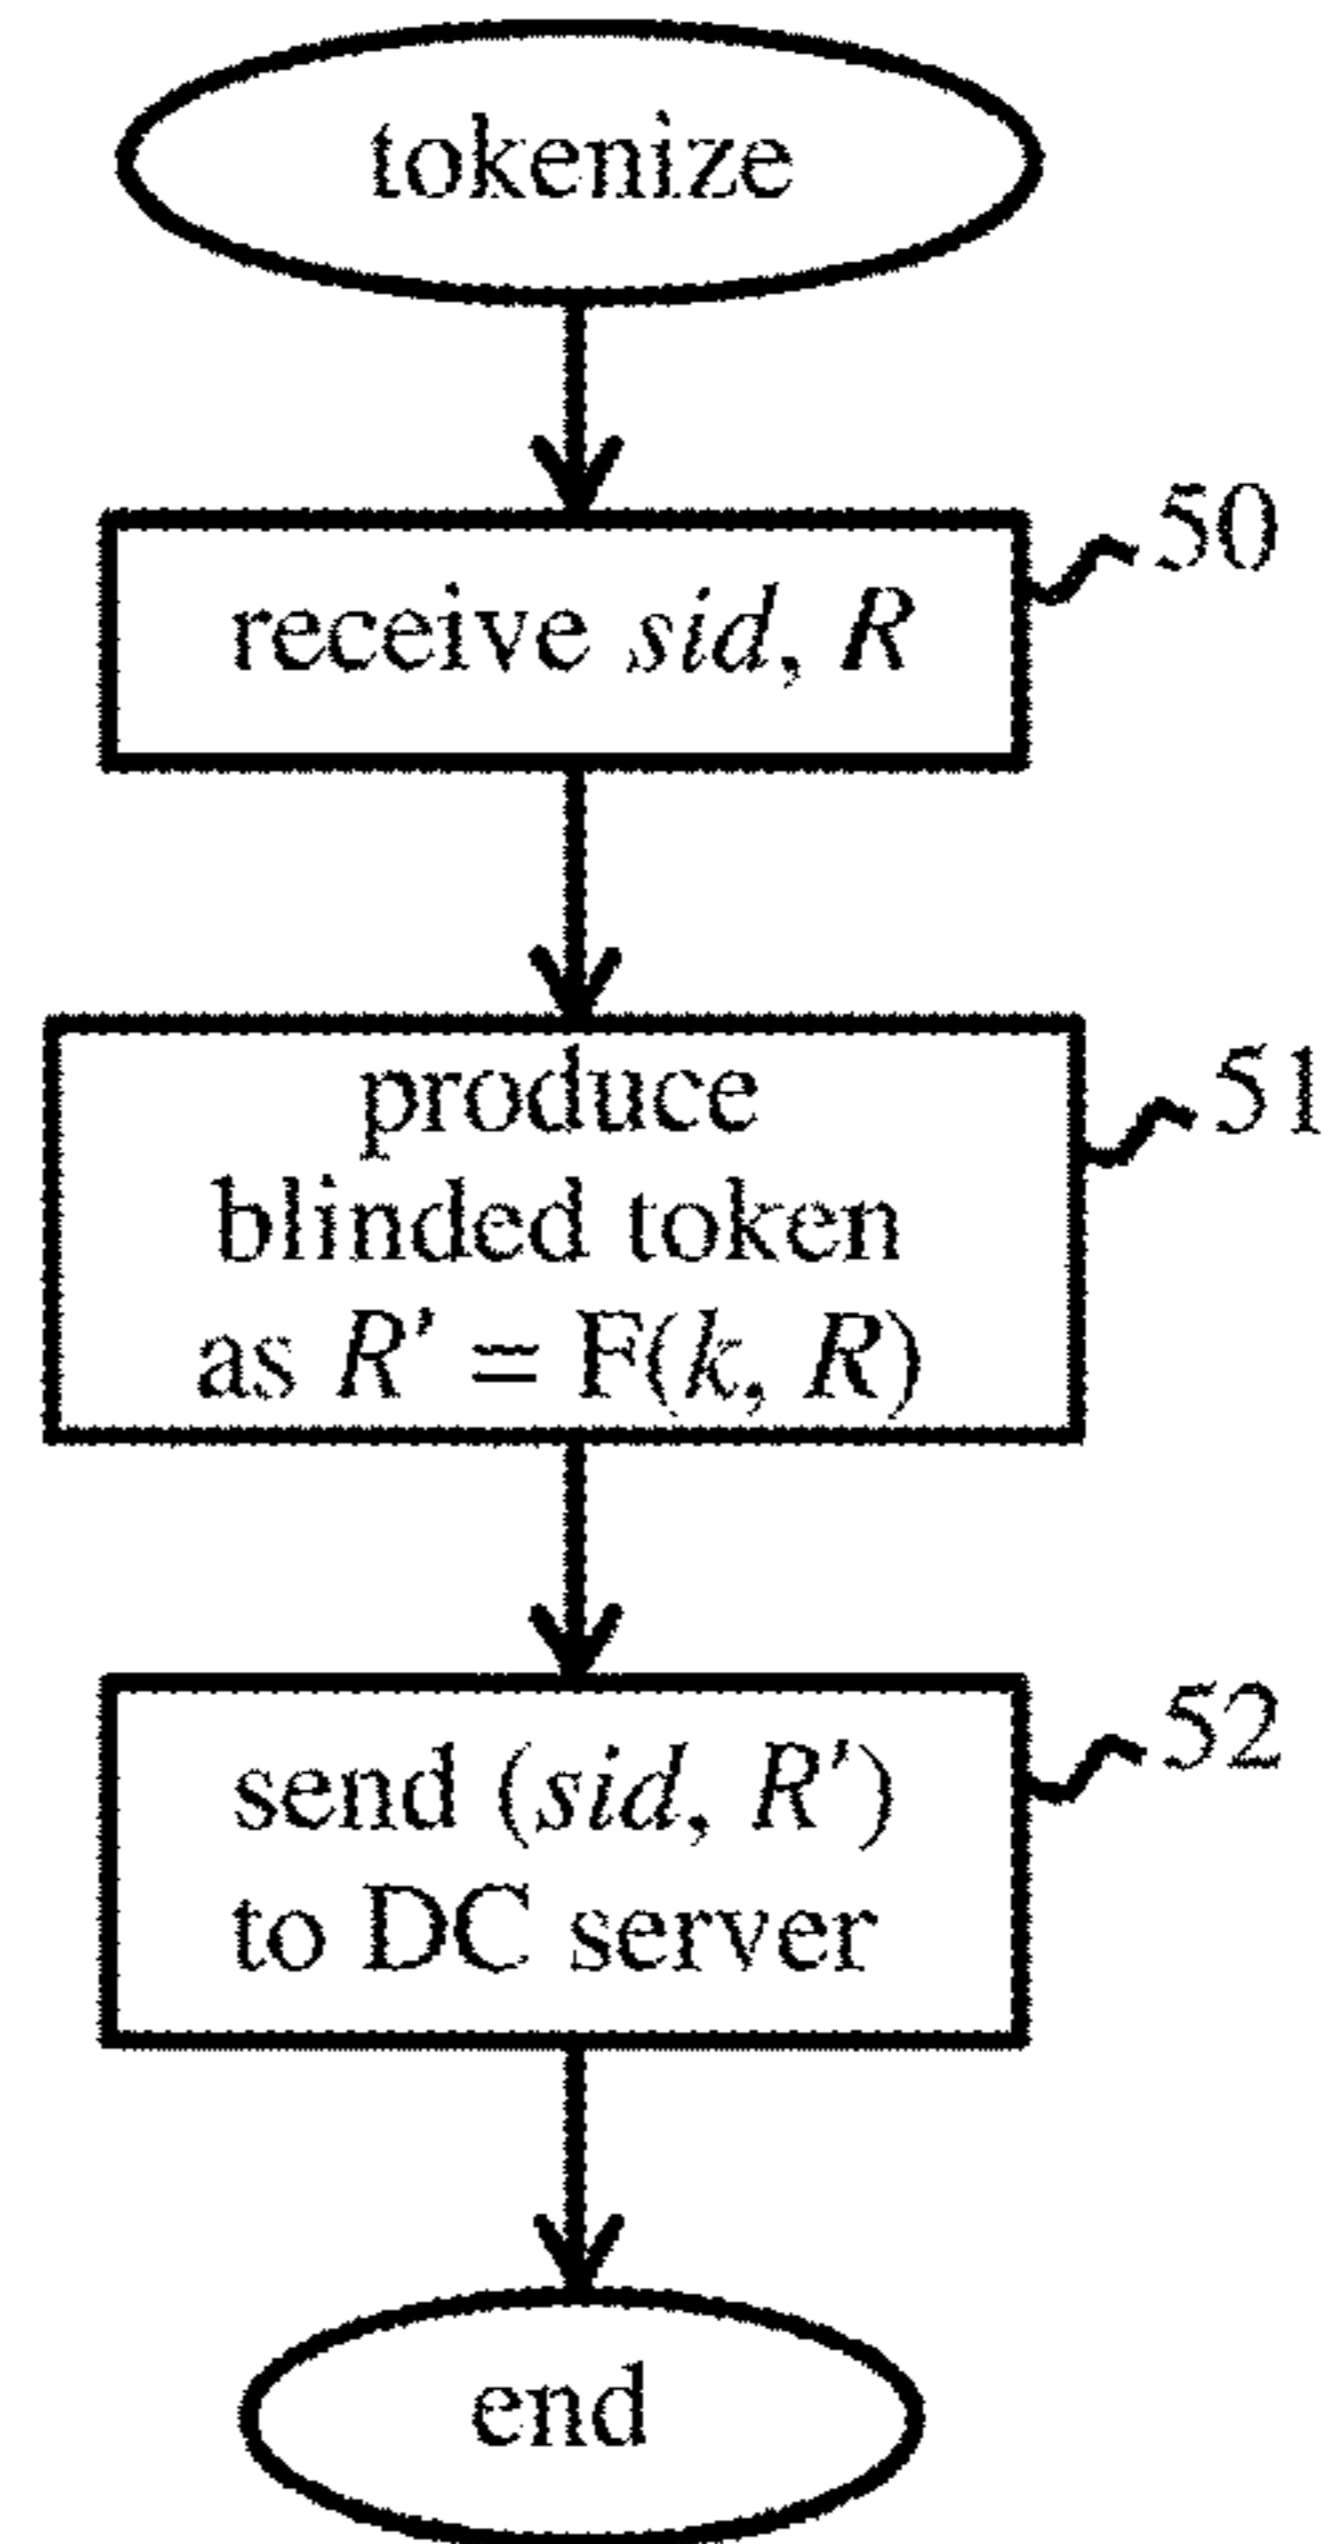 tokenize
50
receive sid, R
51
produce
blinded token
as R' = F(k, R)
52
send (sid, R')
to DC server
end